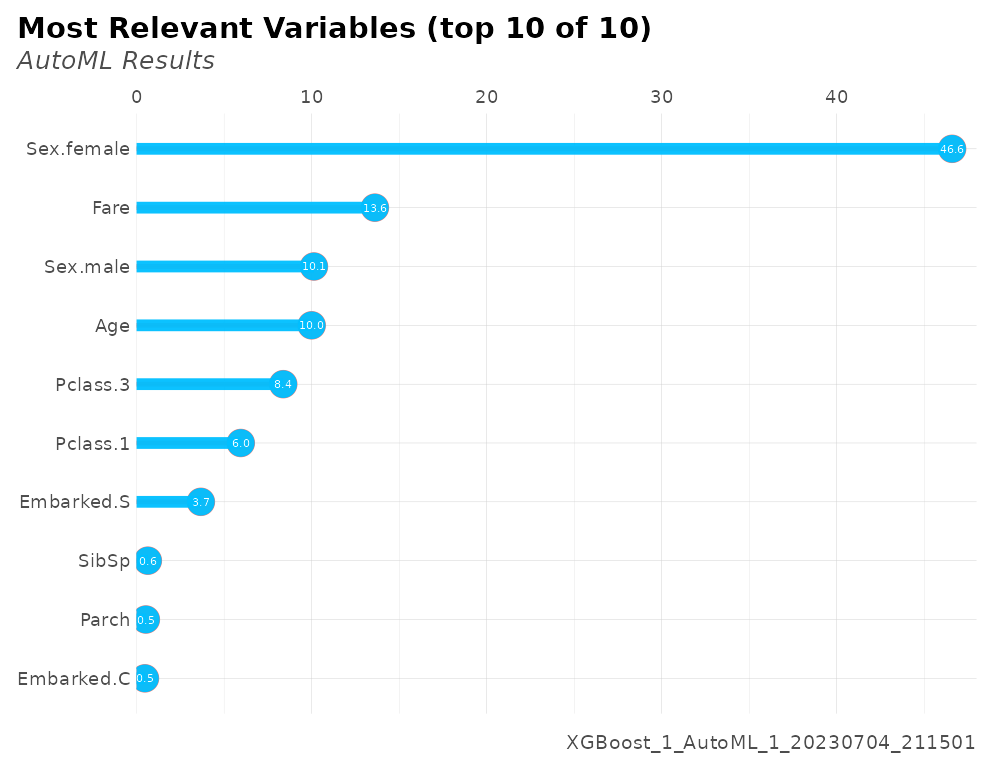 Most Relevant Variables (top 10 of 10)
AutoML Results
0 10 20 30 40
Sex.female 46.6
Fare 13.6
Sex.male 10.1
Age 10.0
Pclass.3 8.4
Pclass.1 6.0
Embarked.S 3.7
SibSp 0.6
Parch 0.5
Embarked.C 0.5
XGBoost_1_AutoML_1_20230704_211501